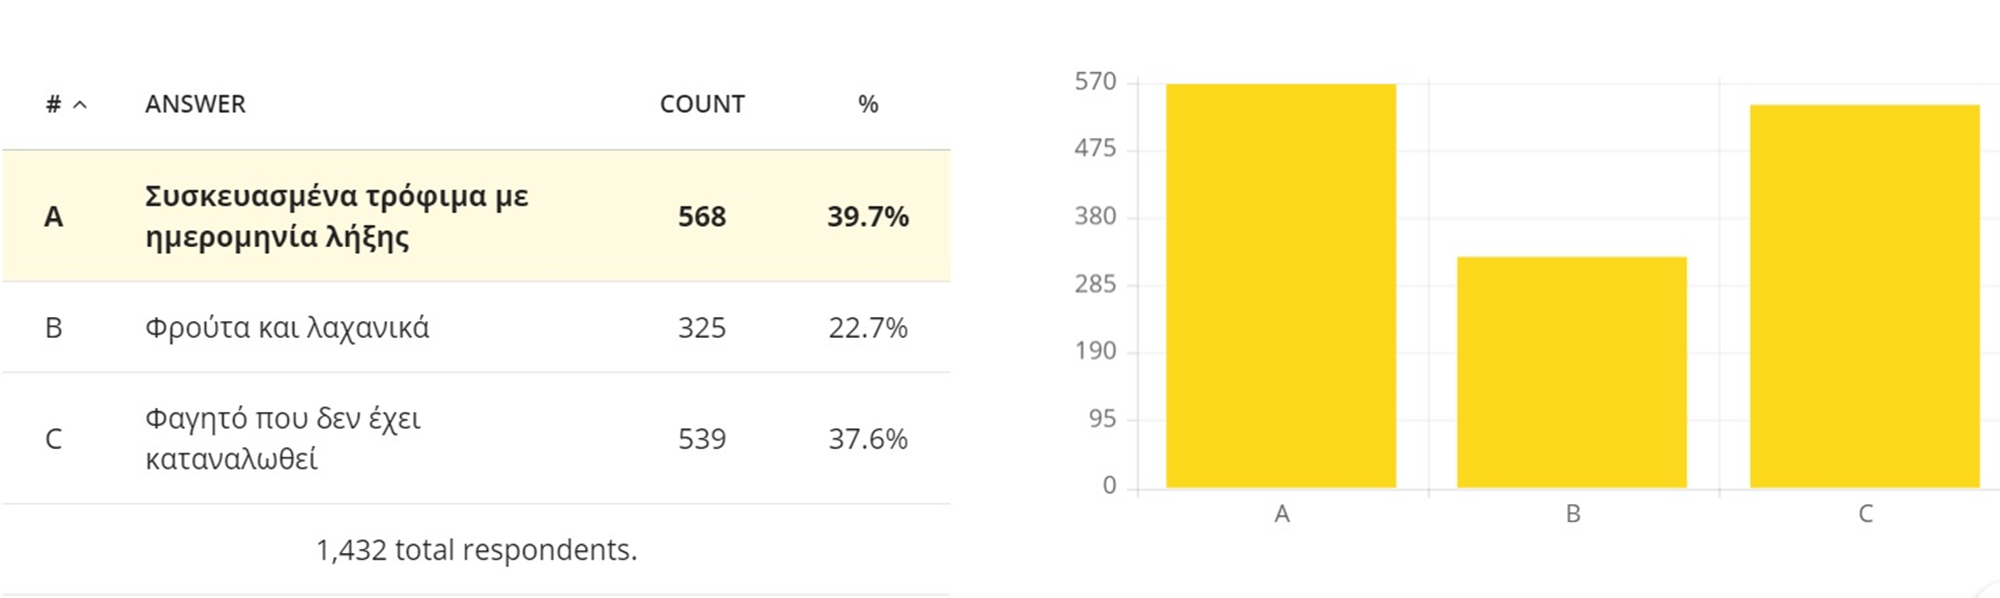 # ANSWER COUNT %
A Συσκευασμένα τρόφιμα με
ημερομηνία λήξης 568 39.7%
B Φρούτα και λαχανικά 325 22.7%
C Φαγητό που δεν έχει
καταναλωθεί 539 37.6%
1,432 total respondents.
570
475
380
285
190
95
0
A B C